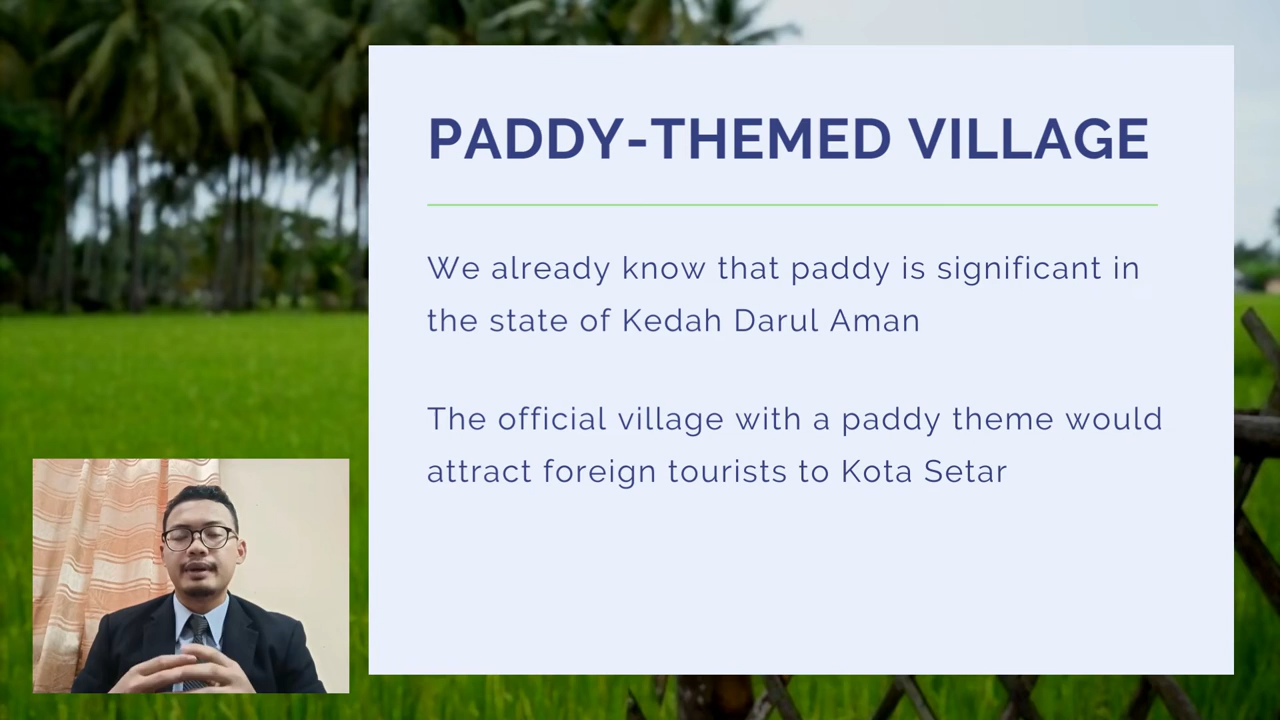 PADDY-THEMED VILLAGE
We already know that paddy is significant in
the state of Kedah Darul Aman
The official village with a paddy theme would
attract foreign tourists to Kota Setar